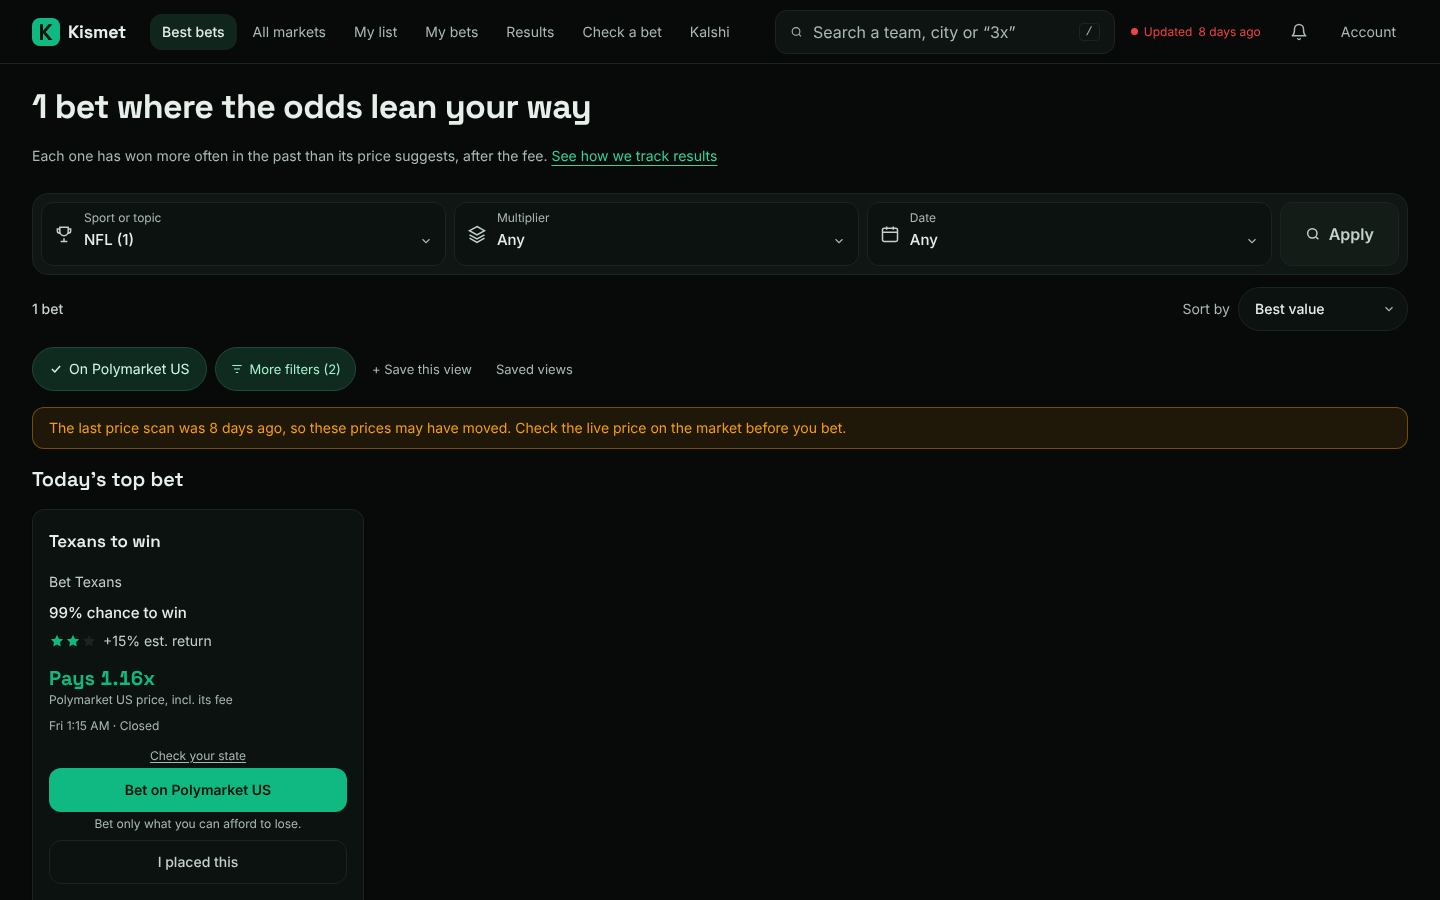 K Kismet Best bets All markets My list My bets Results Check a bet Kalshi Search a team, city or “3x” / Updated 8 days ago Account
1 bet where the odds lean your way
Each one has won more often in the past than its price suggests, after the fee. See how we track results
Sport or topic
NFL (1)
Multiplier
Any
Date
Any
Apply
1 bet
Sort by Best value
On Polymarket US More filters (2) + Save this view Saved views
The last price scan was 8 days ago, so these prices may have moved. Check the live price on the market before you bet.
Today’s top bet
Texans to win
Bet Texans
99% chance to win
+15% est. return
Pays 1.16x
Polymarket US price, incl. its fee
Fri 1:15 AM · Closed
Check your state
Bet on Polymarket US
Bet only what you can afford to lose.
I placed this